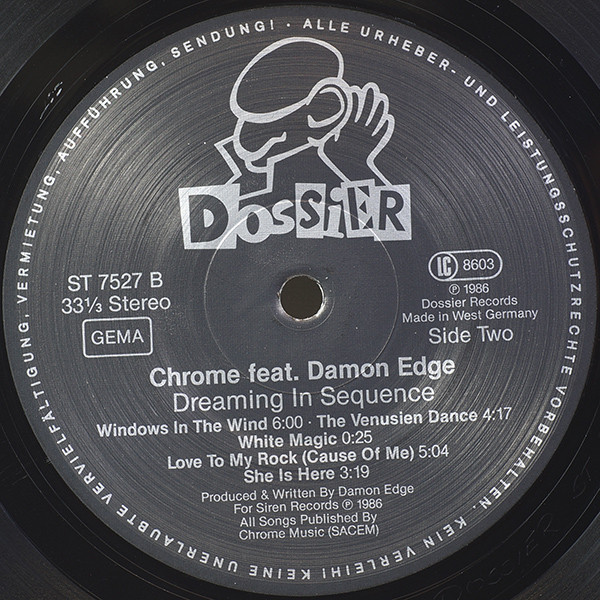 ALLE URHEBER- UND LEISTUNGSSCHUTZRECHTE VORBEHALTEN. KEIN VERLEIH! KEINE UNERLAUBTE VERVIELFÄLTIGUNG, VERMIETUNG, AUFFÜHRUNG, SENDUNG! ·
DOSSiER
ST 7527 B
33⅓ Stereo
GEMA
LC 8603
Ⓟ 1986
Dossier Records
Made in West Germany
Side Two
Chrome feat. Damon Edge
Dreaming In Sequence
Windows In The Wind 6:00 · The Venusien Dance 4:17
White Magic 0:25
Love To My Rock (Cause Of Me) 5:04
She Is Here 3:19
Produced & Written By Damon Edge
For Siren Records Ⓟ 1986
All Songs Published By
Chrome Music (SACEM)
DOSSIER